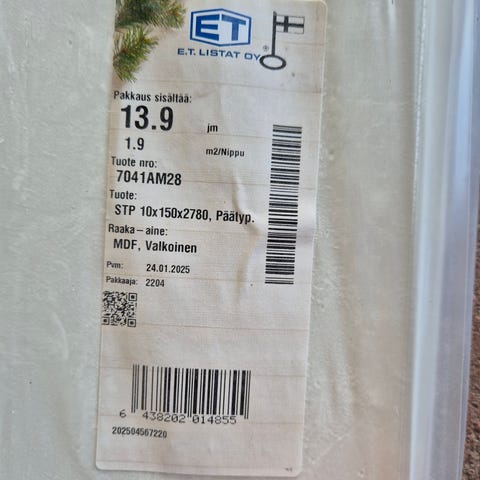 ET
E.T. LISTAT OY®
Pakkaus sisältää:
13.9 jm
1.9 m2/Nippu
Tuote nro:
7041AM28
Tuote:
STP 10x150x2780, Päätyp.
Raaka-aine:
MDF, Valkoinen
Pvm: 24.01.2025
Pakkaaja: 2204
6 438202 014855
202504567220